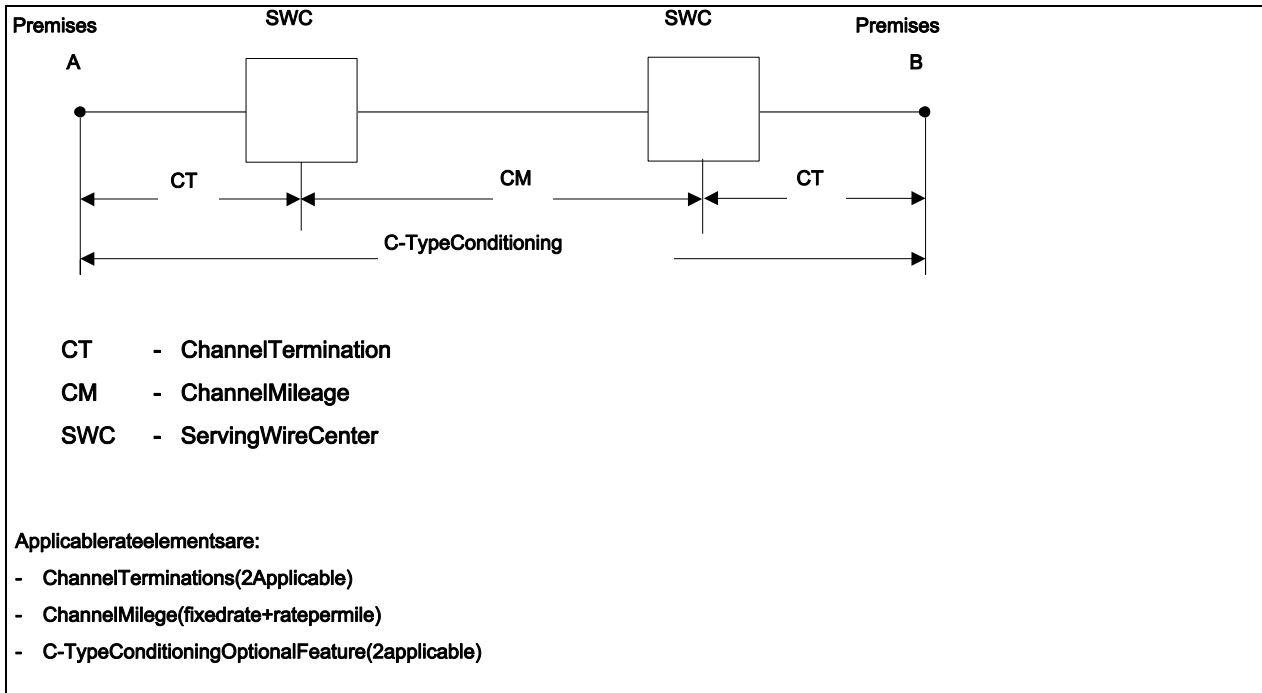 SWC SWC
Premises Premises
A B
CT CM CT
C-TypeConditioning
CT - ChannelTermination
CM - ChannelMileage
SWC - ServingWireCenter
Applicablerateelementsare:
- ChannelTerminations(2Applicable)
- ChannelMilege(fixedrate+ratepermile)
- C-TypeConditioningOptionalFeature(2applicable)